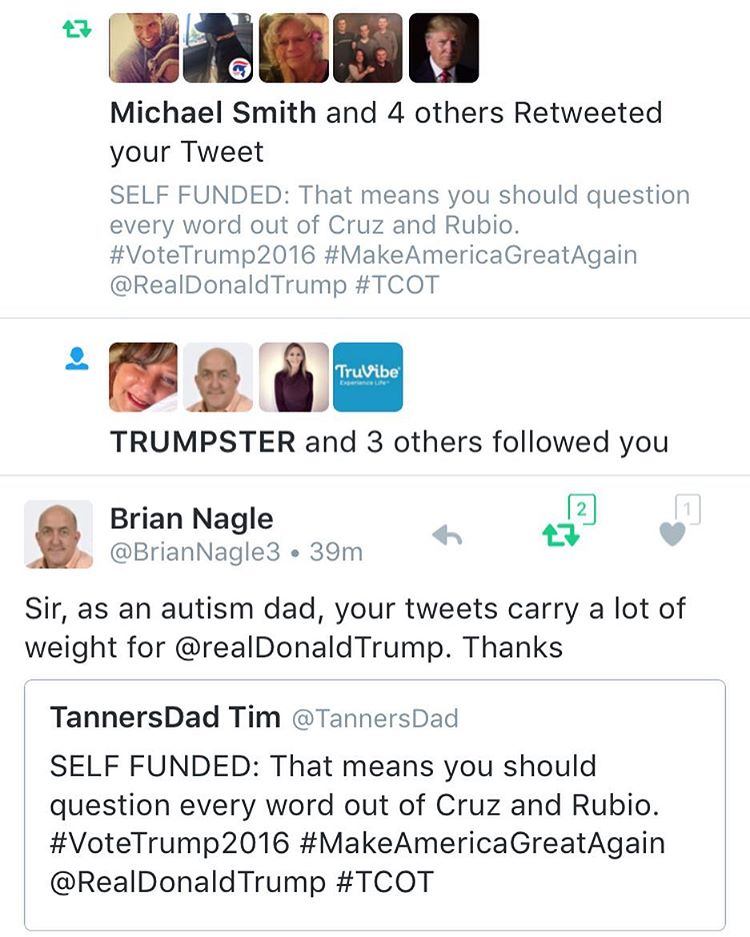 Michael Smith and 4 others Retweeted
your Tweet
SELF FUNDED: That means you should question
every word out of Cruz and Rubio.
#VoteTrump2016 #MakeAmericaGreatAgain
@RealDonaldTrump #TCOT
TruVibe
Experience Life
TRUMPSTER and 3 others followed you
Brian Nagle
@BrianNagle3 • 39m
2
1
Sir, as an autism dad, your tweets carry a lot of
weight for @realDonaldTrump. Thanks
TannersDad Tim @TannersDad
SELF FUNDED: That means you should
question every word out of Cruz and Rubio.
#VoteTrump2016 #MakeAmericaGreatAgain
@RealDonaldTrump #TCOT